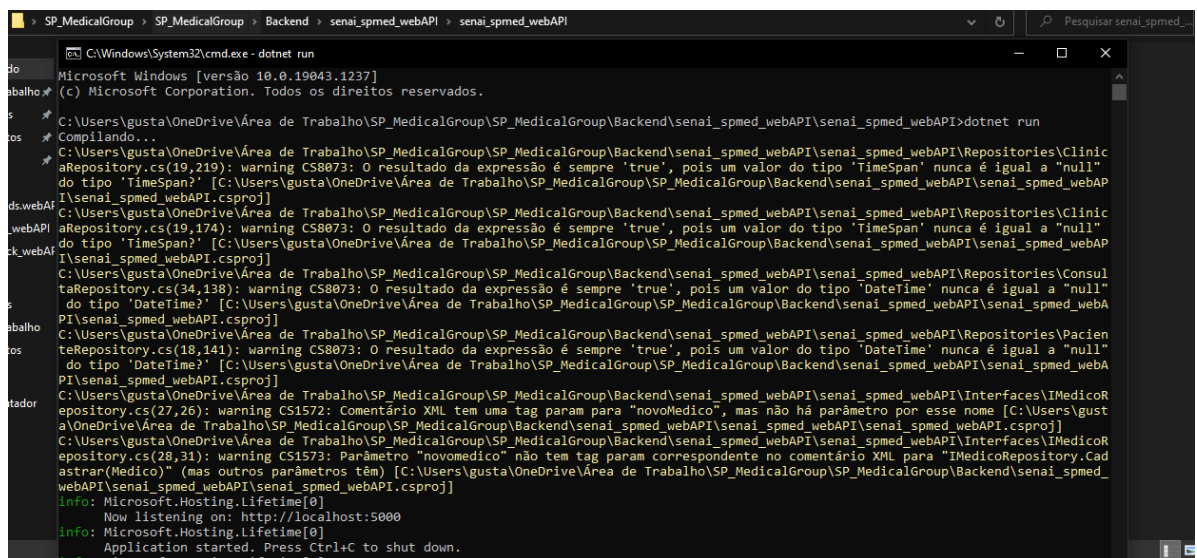 > SP_MedicalGroup > SP_MedicalGroup > Backend > senai_spmed_webAPI > senai_spmed_webAPI
Pesquisar senai_spmed_...
C:\Windows\System32\cmd.exe - dotnet run
Microsoft Windows [versão 10.0.19043.1237]
(c) Microsoft Corporation. Todos os direitos reservados.
C:\Users\gusta\OneDrive\Área de Trabalho\SP_MedicalGroup\SP_MedicalGroup\Backend\senai_spmed_webAPI\senai_spmed_webAPI>dotnet run
Compilando...
C:\Users\gusta\OneDrive\Área de Trabalho\SP_MedicalGroup\SP_MedicalGroup\Backend\senai_spmed_webAPI\senai_spmed_webAPI\Repositories\Clinic
aRepository.cs(19,219): warning CS8073: O resultado da expressão é sempre 'true', pois um valor do tipo 'TimeSpan' nunca é igual a "null"
do tipo 'TimeSpan?' [C:\Users\gusta\OneDrive\Área de Trabalho\SP_MedicalGroup\SP_MedicalGroup\Backend\senai_spmed_webAPI\senai_spmed_webAP
I\senai_spmed_webAPI.csproj]
C:\Users\gusta\OneDrive\Área de Trabalho\SP_MedicalGroup\SP_MedicalGroup\Backend\senai_spmed_webAPI\senai_spmed_webAPI\Repositories\Clinic
aRepository.cs(19,174): warning CS8073: O resultado da expressão é sempre 'true', pois um valor do tipo 'TimeSpan' nunca é igual a "null"
do tipo 'TimeSpan?' [C:\Users\gusta\OneDrive\Área de Trabalho\SP_MedicalGroup\SP_MedicalGroup\Backend\senai_spmed_webAPI\senai_spmed_webAP
I\senai_spmed_webAPI.csproj]
C:\Users\gusta\OneDrive\Área de Trabalho\SP_MedicalGroup\SP_MedicalGroup\Backend\senai_spmed_webAPI\senai_spmed_webAPI\Repositories\Consul
taRepository.cs(34,138): warning CS8073: O resultado da expressão é sempre 'true', pois um valor do tipo 'DateTime' nunca é igual a "null"
do tipo 'DateTime?' [C:\Users\gusta\OneDrive\Área de Trabalho\SP_MedicalGroup\SP_MedicalGroup\Backend\senai_spmed_webAPI\senai_spmed_webA
PI\senai_spmed_webAPI.csproj]
C:\Users\gusta\OneDrive\Área de Trabalho\SP_MedicalGroup\SP_MedicalGroup\Backend\senai_spmed_webAPI\senai_spmed_webAPI\Repositories\Pacien
teRepository.cs(18,141): warning CS8073: O resultado da expressão é sempre 'true', pois um valor do tipo 'DateTime' nunca é igual a "null"
do tipo 'DateTime?' [C:\Users\gusta\OneDrive\Área de Trabalho\SP_MedicalGroup\SP_MedicalGroup\Backend\senai_spmed_webAPI\senai_spmed_webA
PI\senai_spmed_webAPI.csproj]
C:\Users\gusta\OneDrive\Área de Trabalho\SP_MedicalGroup\SP_MedicalGroup\Backend\senai_spmed_webAPI\senai_spmed_webAPI\Interfaces\IMedicoR
epository.cs(27,26): warning CS1572: Comentário XML tem uma tag param para "novoMedico", mas não há parâmetro por esse nome [C:\Users\gust
a\OneDrive\Área de Trabalho\SP_MedicalGroup\SP_MedicalGroup\Backend\senai_spmed_webAPI\senai_spmed_webAPI\senai_spmed_webAPI.csproj]
C:\Users\gusta\OneDrive\Área de Trabalho\SP_MedicalGroup\SP_MedicalGroup\Backend\senai_spmed_webAPI\senai_spmed_webAPI\Interfaces\IMedicoR
epository.cs(28,31): warning CS1573: Parâmetro "novomedico" não tem tag param correspondente no comentário XML para "IMedicoRepository.Cad
astrar(Medico)" (mas outros parâmetros têm) [C:\Users\gusta\OneDrive\Área de Trabalho\SP_MedicalGroup\SP_MedicalGroup\Backend\senai_spmed_
webAPI\senai_spmed_webAPI\senai_spmed_webAPI.csproj]
info: Microsoft.Hosting.Lifetime[0]
Now listening on: http://localhost:5000
info: Microsoft.Hosting.Lifetime[0]
Application started. Press Ctrl+C to shut down.
do
abalho
s
tos
ds.webAP
_webAPI
ck_webAP
s
abalho
tos
utador